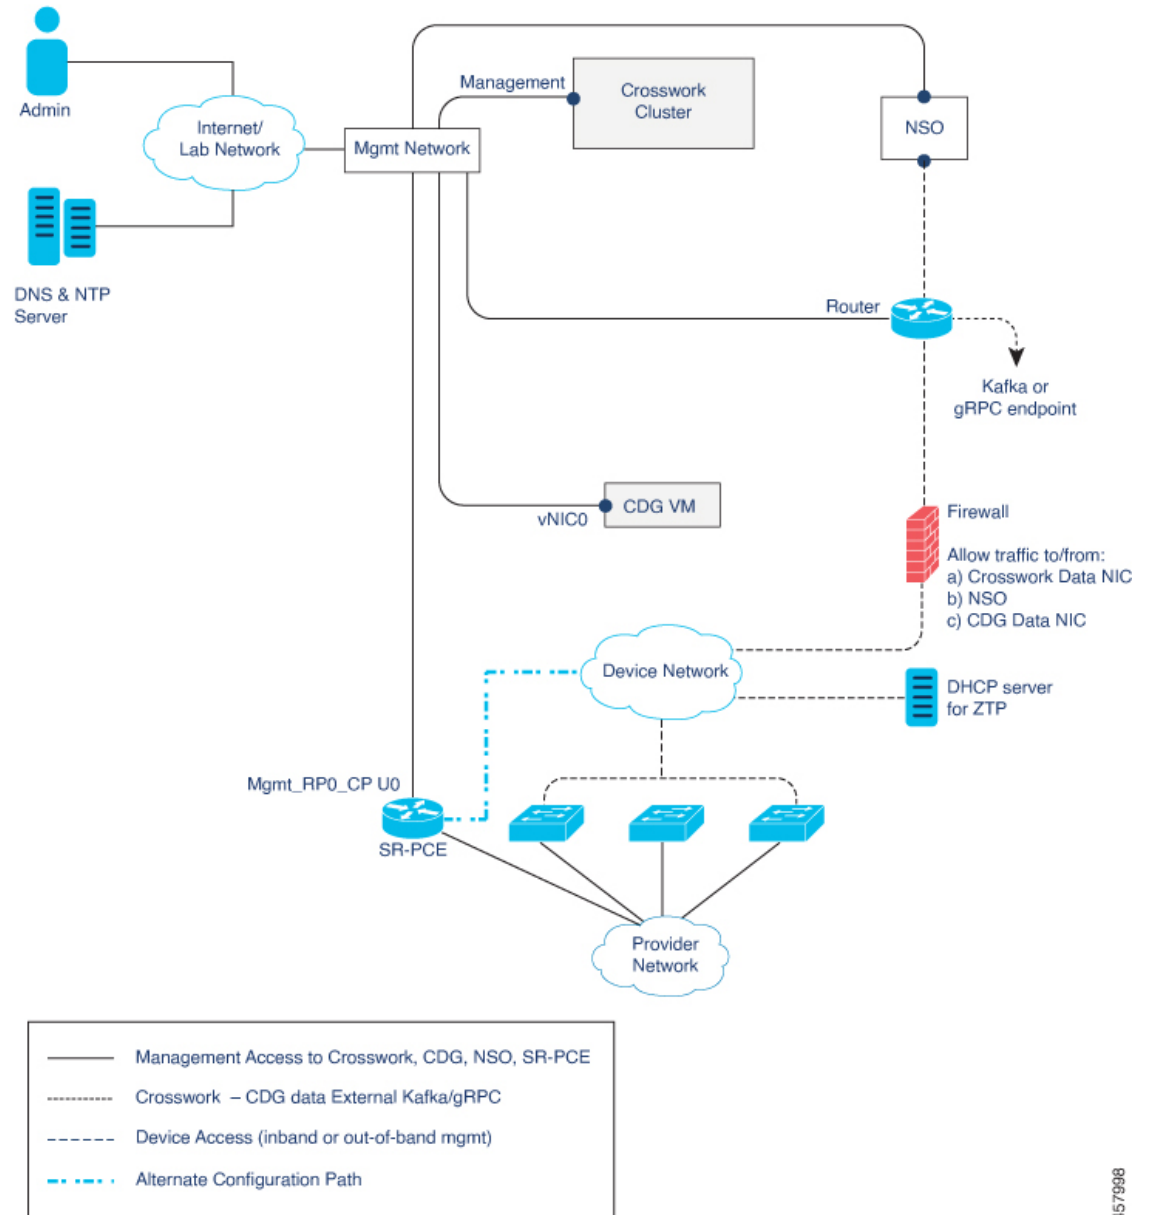 Admin
Internet/
Lab Network
DNS & NTP
Server
Mgmt Network
Management
Crosswork
Cluster
NSO
Router
Kafka or
gRPC endpoint
vNIC0
CDG VM
Firewall
Allow traffic to/from:
a) Crosswork Data NIC
b) NSO
c) CDG Data NIC
Device Network
DHCP server
for ZTP
Mgmt_RP0_CP U0
SR-PCE
Provider
Network
Management Access to Crosswork, CDG, NSO, SR-PCE
Crosswork – CDG data External Kafka/gRPC
Device Access (inband or out-of-band mgmt)
Alternate Configuration Path
457998